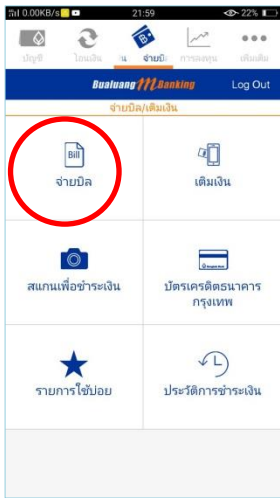 0.00KB/s 21:59 22%
บัญชี โอนเงิน จ่ายบิ การลงทุน เพิ่มเติม
Bualuang mBanking Log Out
จ่ายบิล/เติมเงิน
Bill
จ่ายบิล เติมเงิน
สแกนเพื่อชำระเงิน บัตรเครดิตธนาคาร
กรุงเทพ
รายการใช้บ่อย ประวัติการชำระเงิน